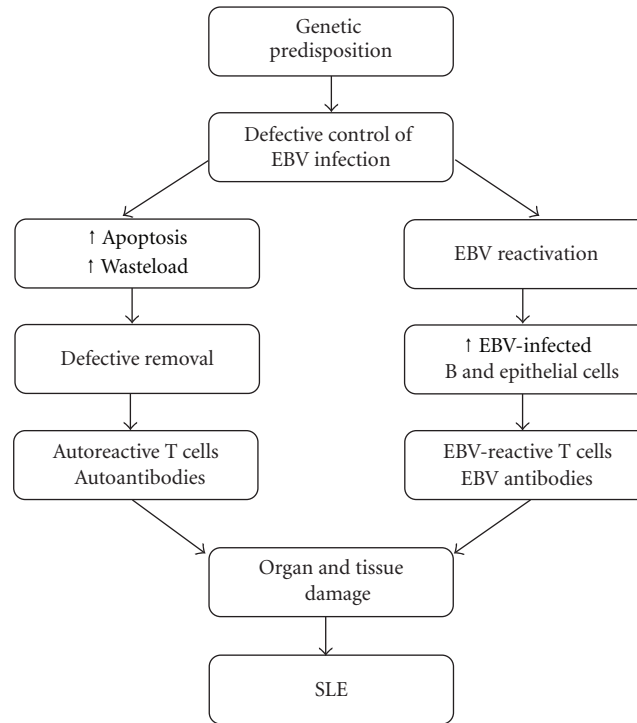 Genetic
predisposition
Defective control of
EBV infection
↑ Apoptosis
↑ Wasteload
EBV reactivation
Defective removal
↑ EBV-infected
B and epithelial cells
Autoreactive T cells
Autoantibodies
EBV-reactive T cells
EBV antibodies
Organ and tissue
damage
SLE